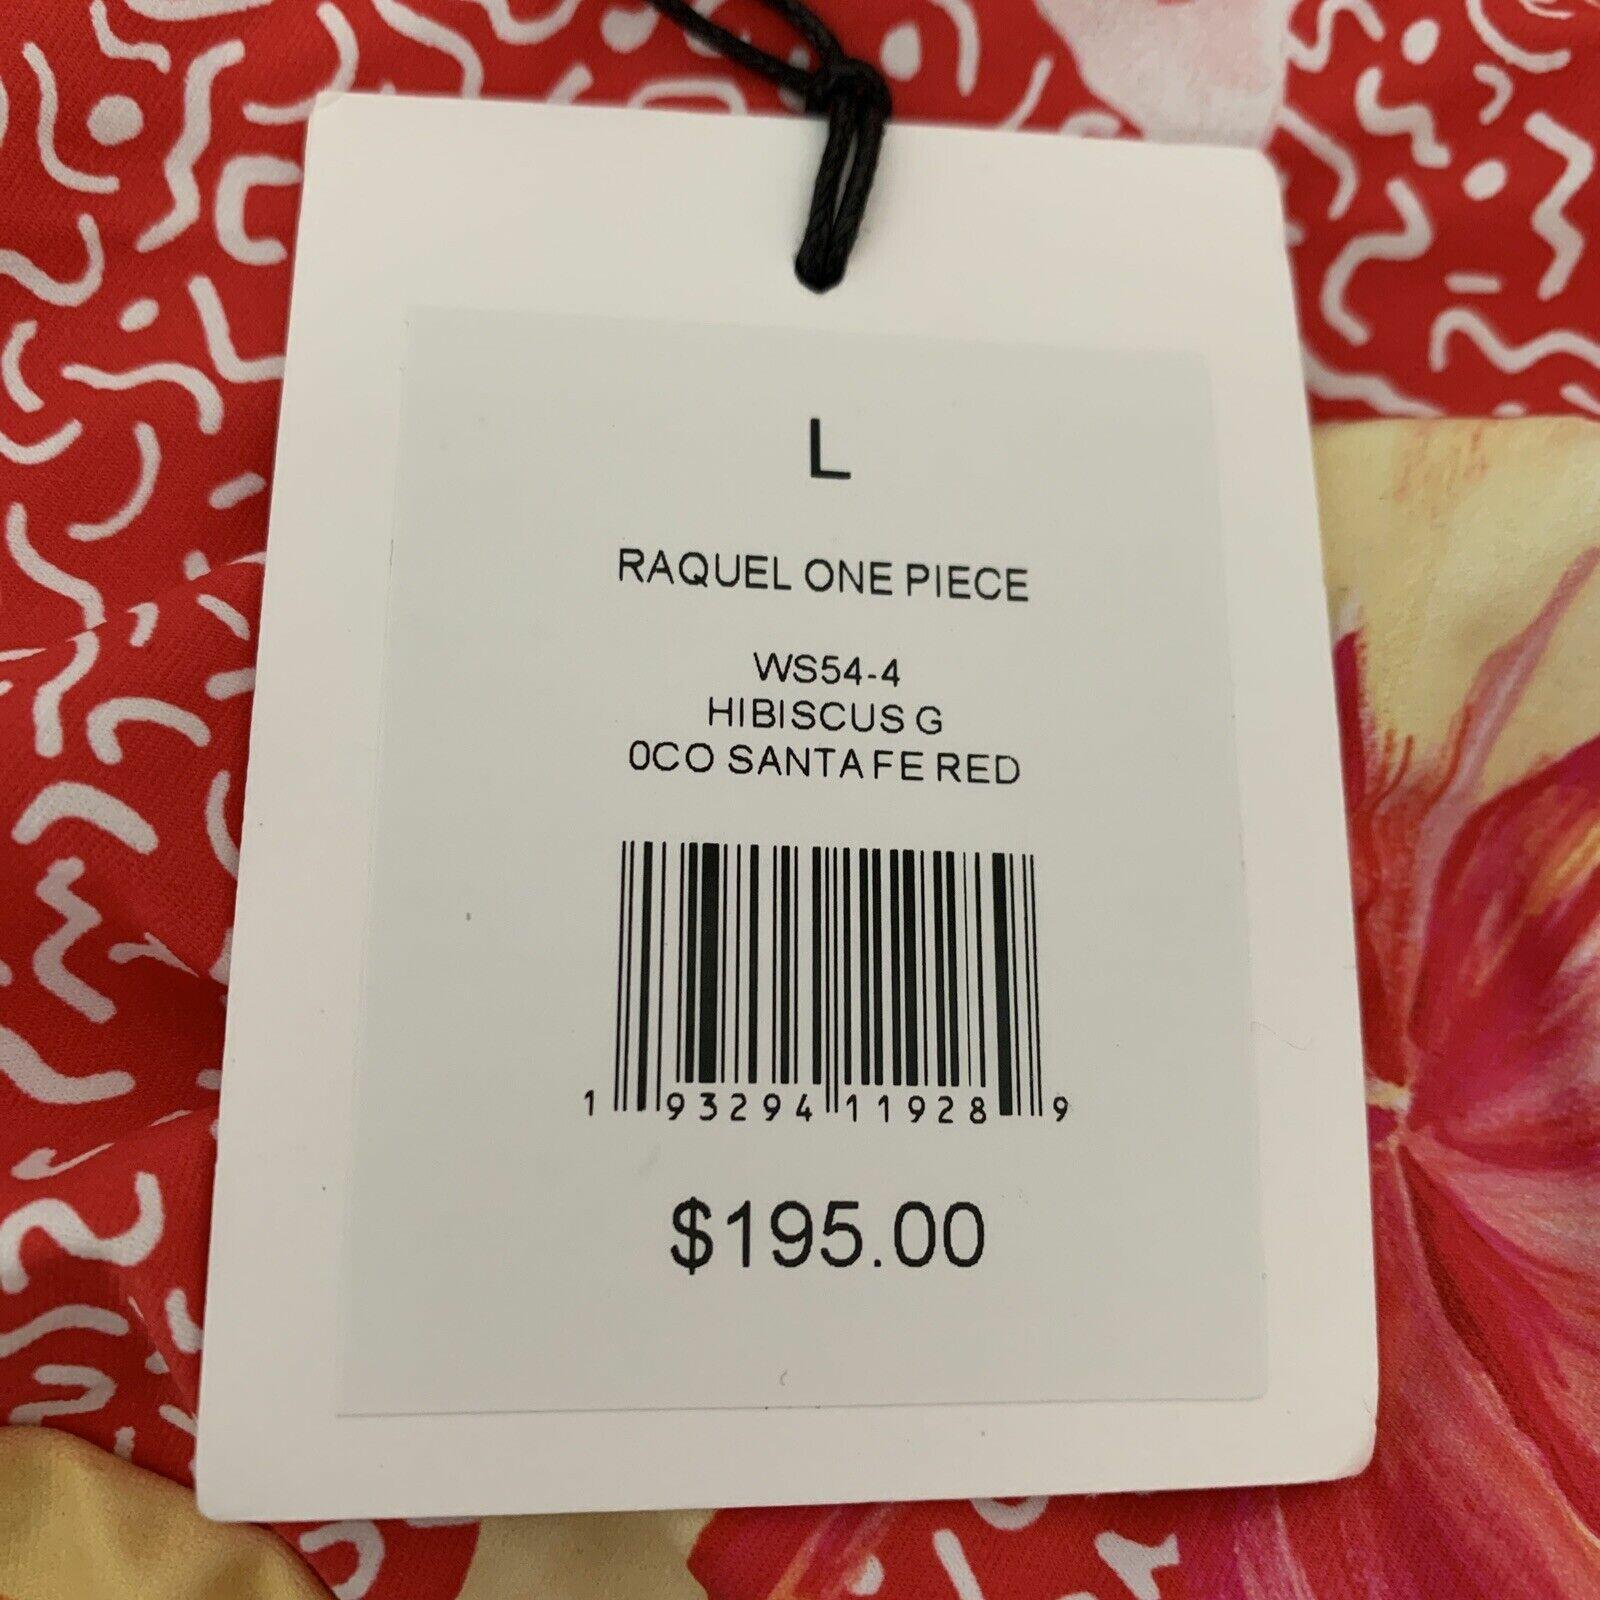 L
RAQUEL ONE PIECE
WS54-4
HIBISCUS G
0CO SANTA FE RED
1 93294 11928 9
$195.00